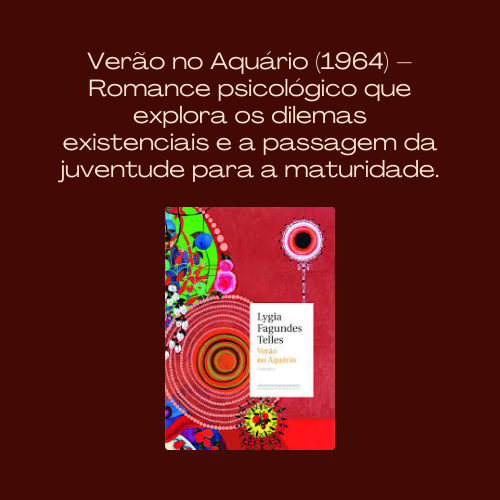 Verão no Aquário (1964) –
Romance psicológico que
explora os dilemas
existenciais e a passagem da
juventude para a maturidade.
Lygia
Fagundes
Telles
Verão
no Aquário